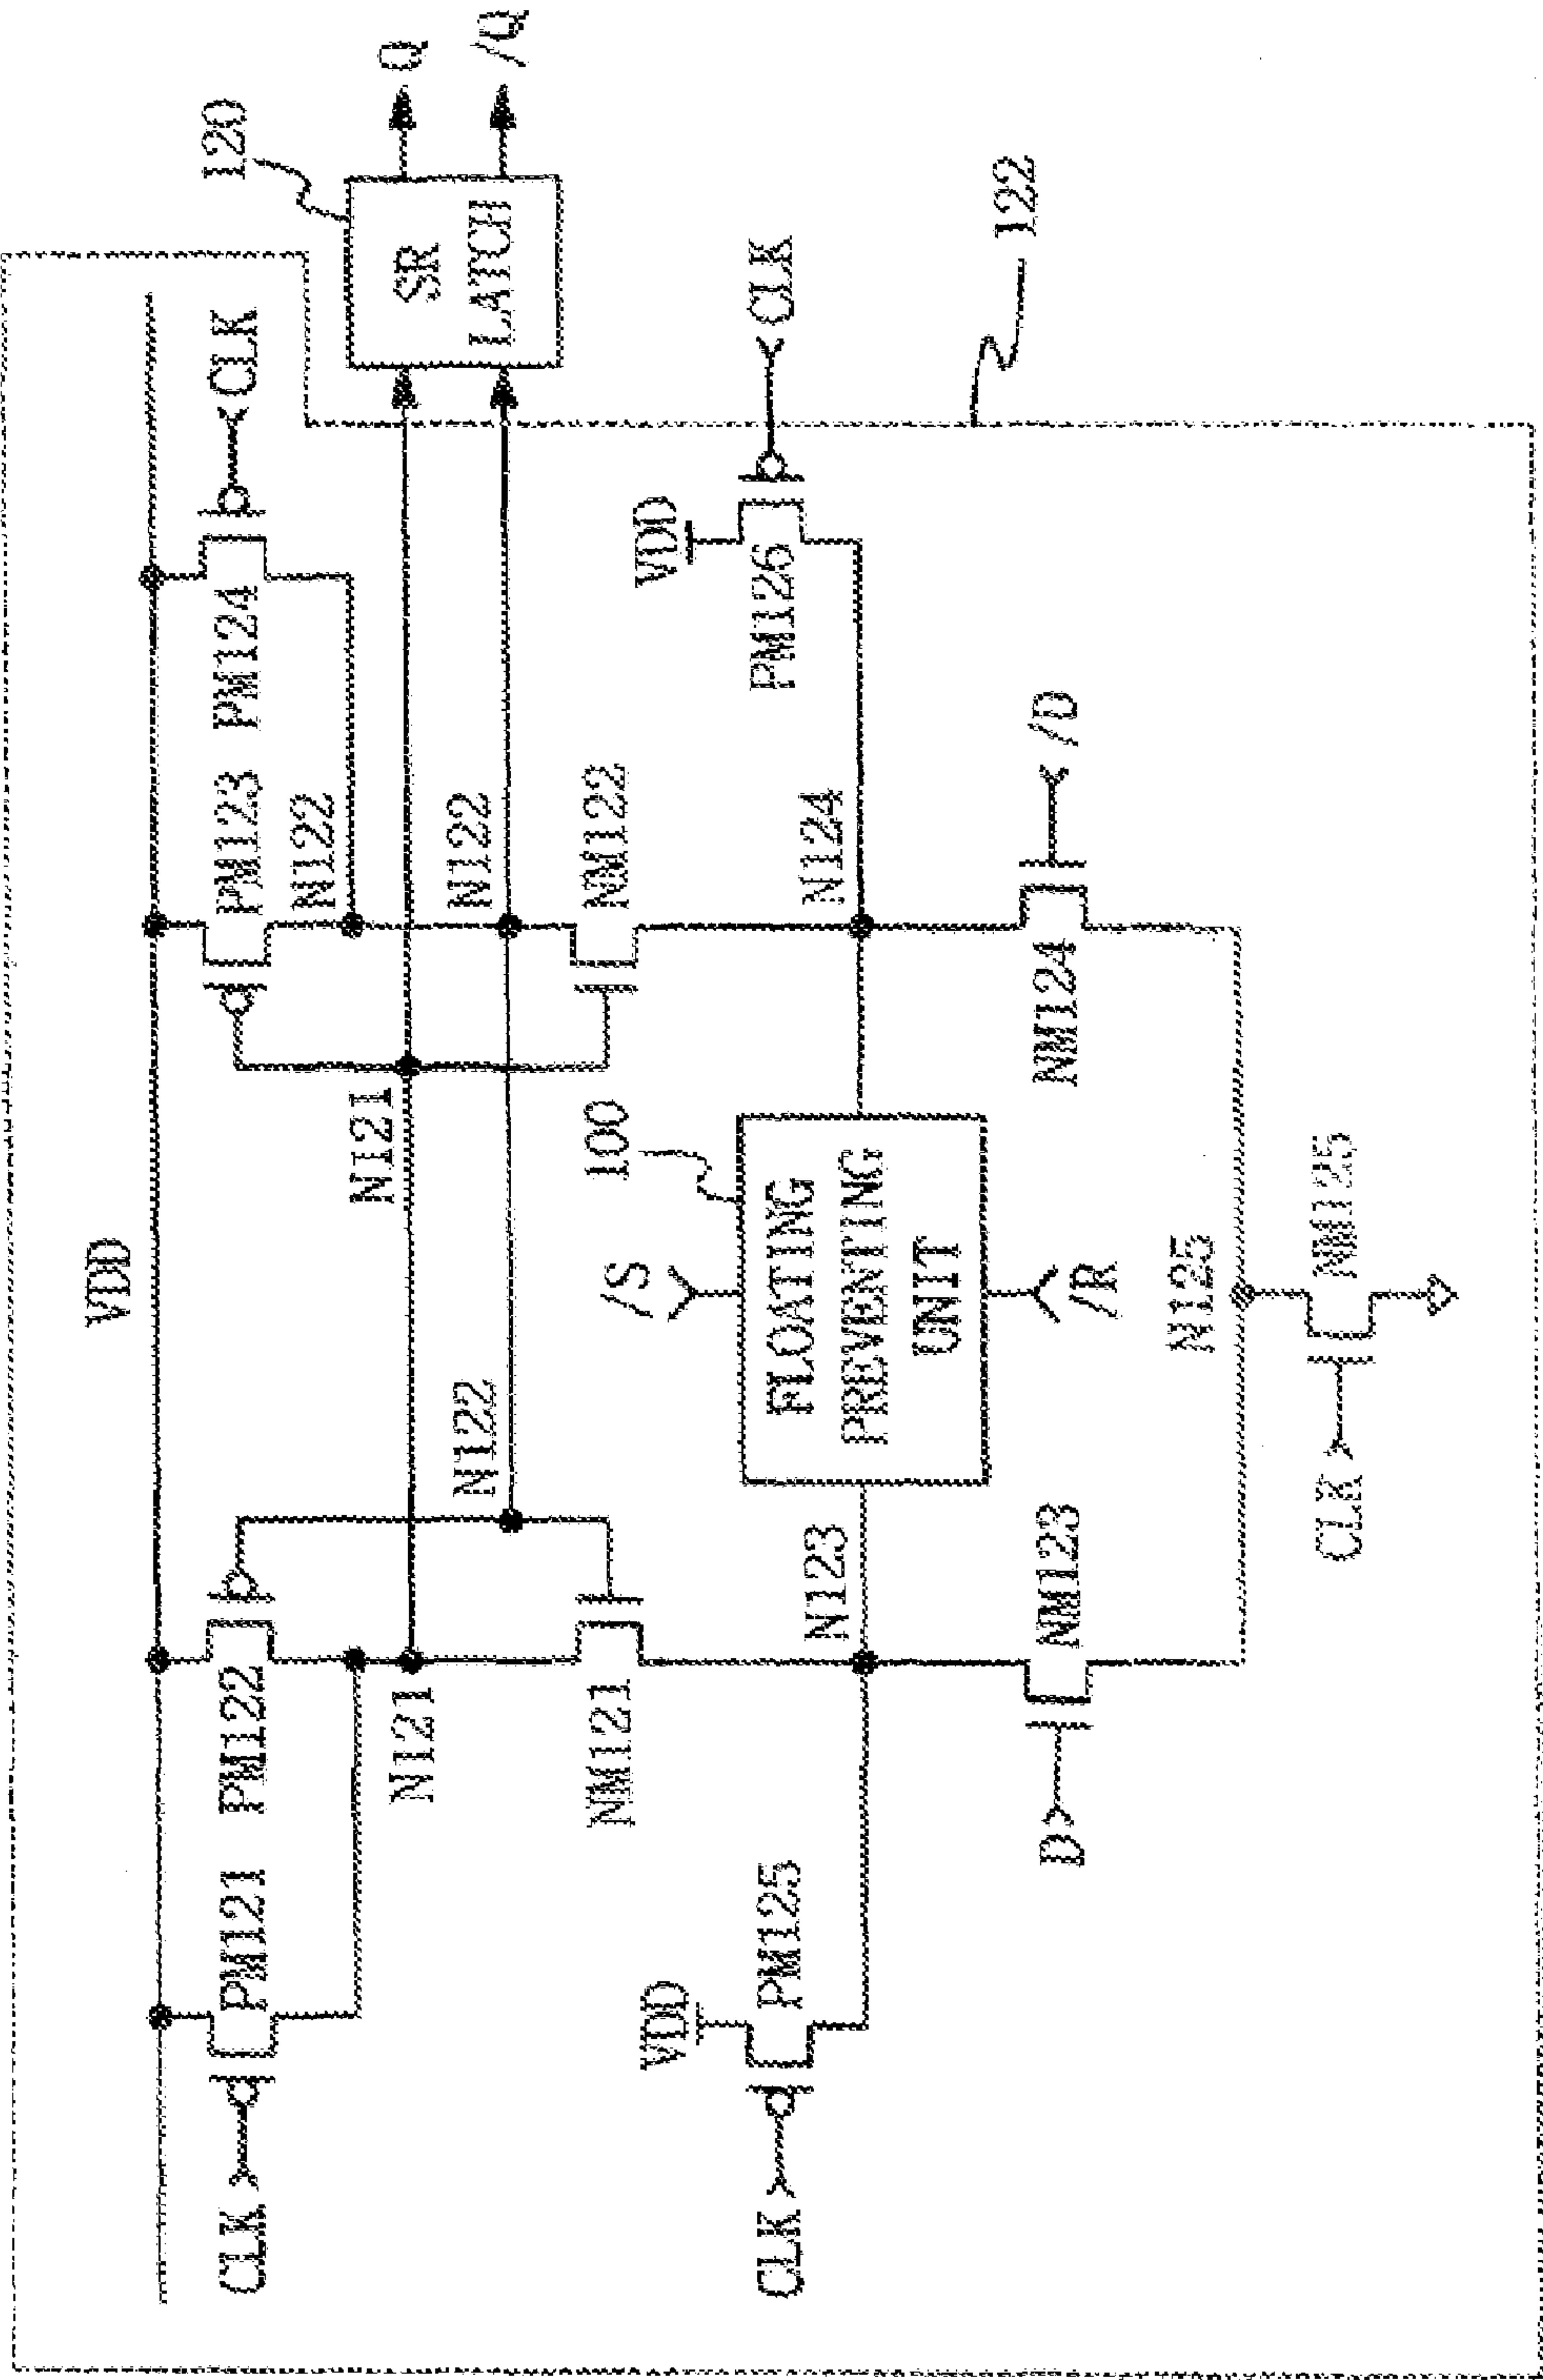 VDD
CLK
PM121
PM122
PM123
PM124
CLK
120
Q
/Q
SR
LATCH
N122
N121
N121
N122
N122
NM121
NM122
VDD
CLK
PM125
VDD
PM126
CLK
122
N123
N124
100
/S
FLOATING
PREVENTING
UNIT
/R
D
NM123
NM124
/D
N125
CLK
NM125